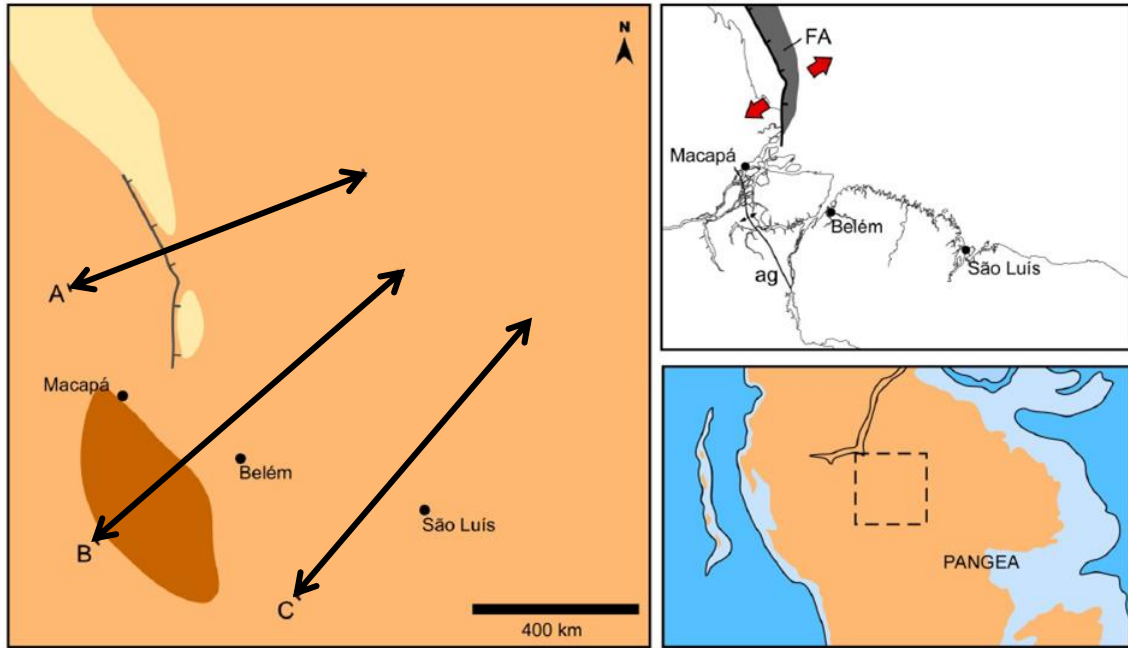 N
A
Macapá
Belém
B
São Luís
C
400 km
FA
Macapá
Belém
São Luís
ag
PANGEA